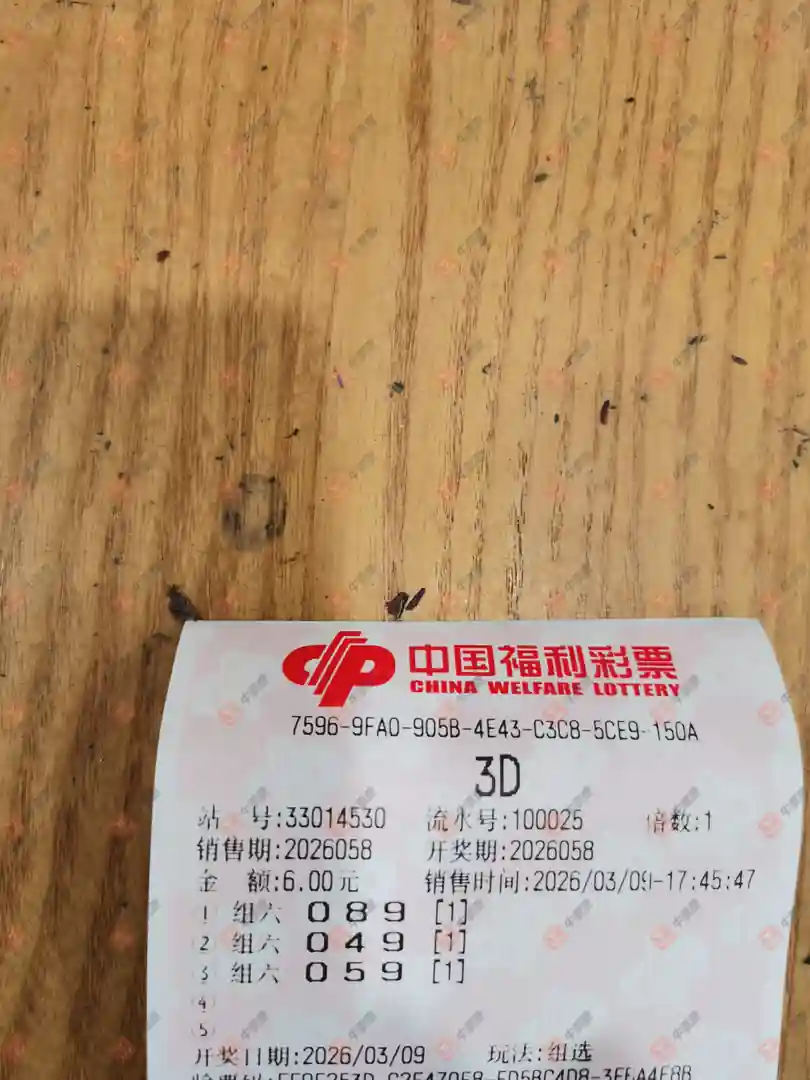 中国福利彩票
CHINA WELFARE LOTTERY
7596-9FA0-905B-4E43-C3C8-5CE9-150A
3D
站 号:33014530 流水号:100025 倍数:1
销售期:2026058 开奖期:2026058
金 额:6.00元 销售时间:2026/03/09-17:45:47
1 组六 0 8 9 [1]
2 组六 0 4 9 [1]
3 组六 0 5 9 [1]
4
5
开奖日期:2026/03/09 玩法:组选